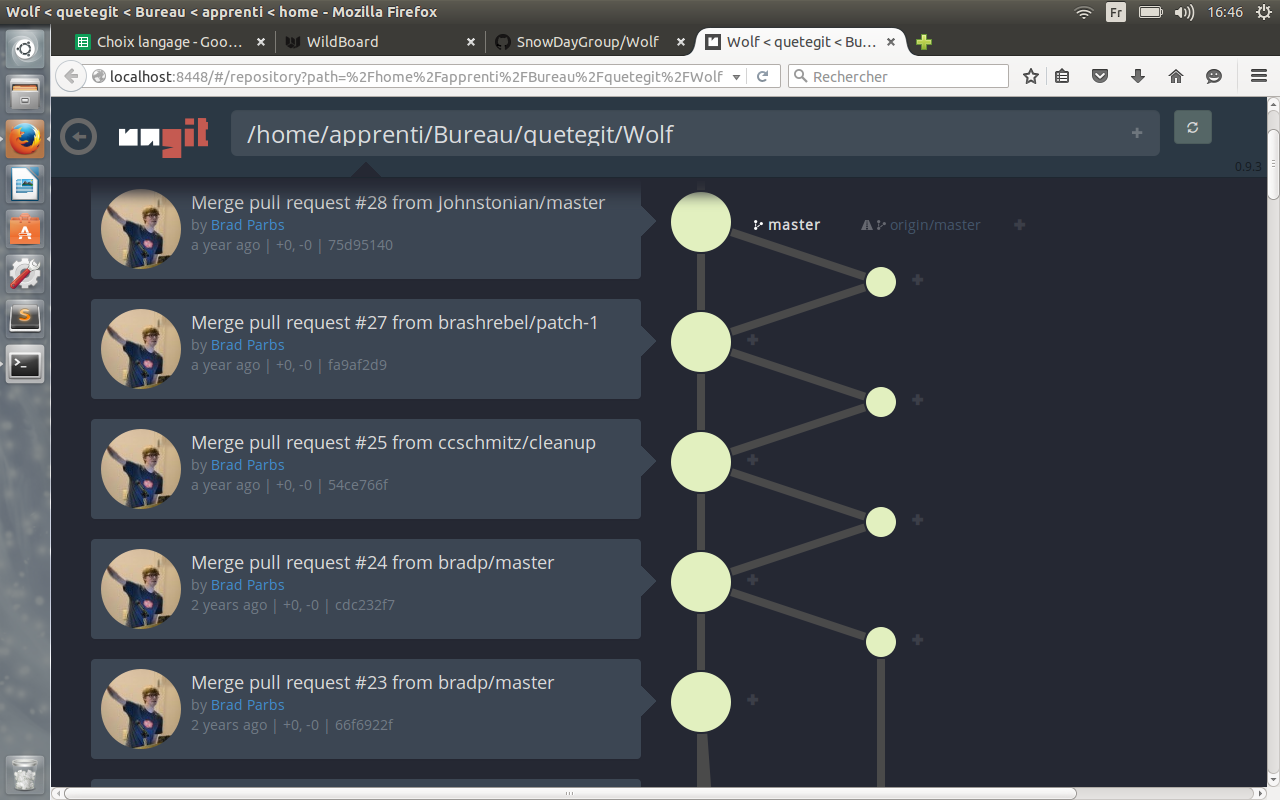 Wolf < quetegit < Bureau < apprenti < home - Mozilla Firefox
Fr
16:46
Choix langage - Goo...
WildBoard
SnowDayGroup/Wolf
Wolf < quetegit < Bu...
localhost:8448/#/repository?path=%2Fhome%2Fapprenti%2FBureau%2Fquetegit%2FWolf
Rechercher
ungit
/home/apprenti/Bureau/quetegit/Wolf
0.9.3
Merge pull request #28 from Johnstonian/master
by Brad Parbs
a year ago | +0, -0 | 75d95140
master
origin/master
Merge pull request #27 from brashrebel/patch-1
by Brad Parbs
a year ago | +0, -0 | fa9af2d9
Merge pull request #25 from ccschmitz/cleanup
by Brad Parbs
a year ago | +0, -0 | 54ce766f
Merge pull request #24 from bradp/master
by Brad Parbs
2 years ago | +0, -0 | cdc232f7
Merge pull request #23 from bradp/master
by Brad Parbs
2 years ago | +0, -0 | 66f6922f